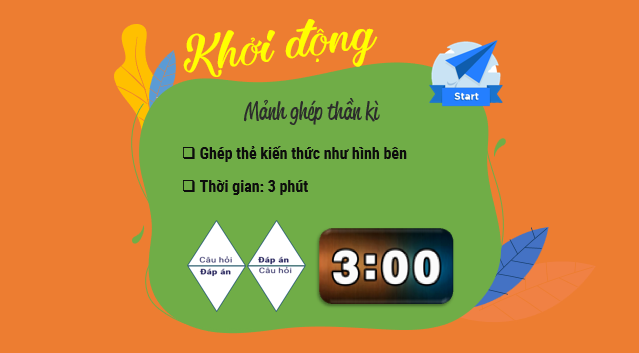 Khởi động
Start
Mảnh ghép thần kì
❑ Ghép thẻ kiến thức như hình bên
❑ Thời gian: 3 phút
Câu hỏi
Đáp án
Đáp án
Câu hỏi
3:00